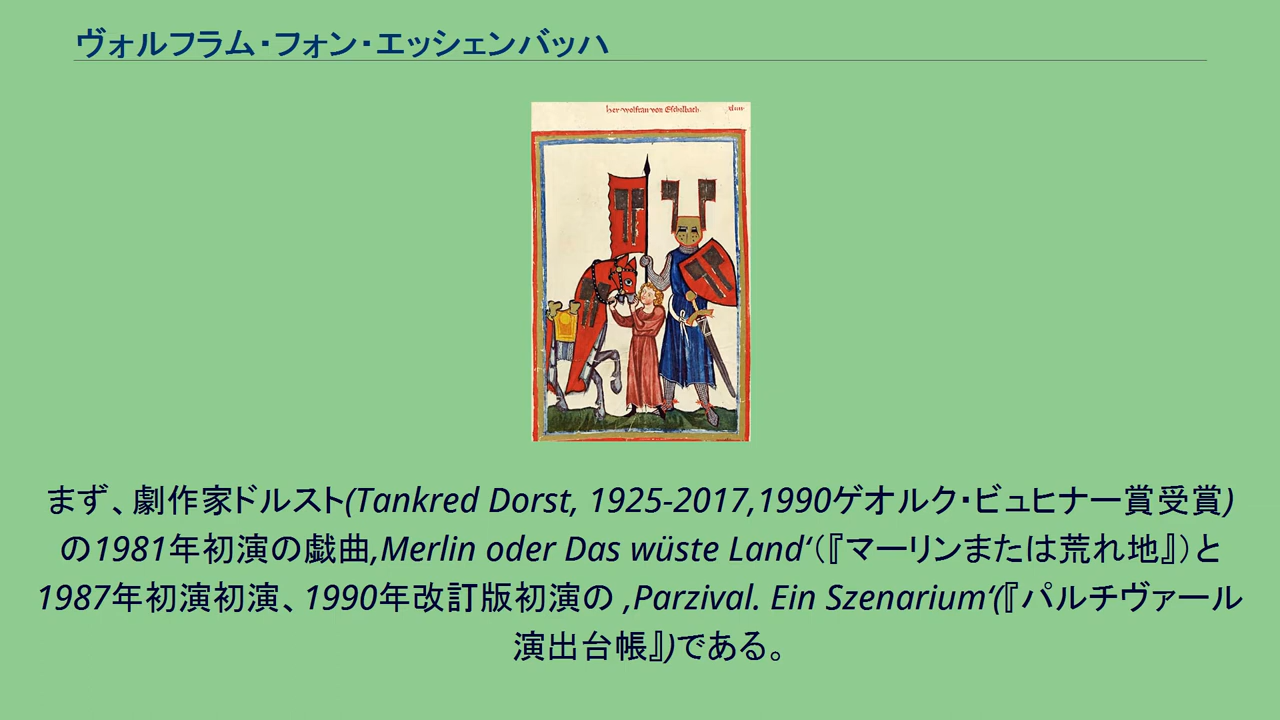 ヴォルフラム・フォン・エッシェンバッハ
her wolfran von Eschelbach.
まず、劇作家ドルスト(Tankred Dorst, 1925-2017,1990ゲオルク・ビュヒナー賞受賞)
の1981年初演の戯曲‚Merlin oder Das wüste Land‘（『マーリンまたは荒れ地』）と
1987年初演初演、1990年改訂版初演の ‚Parzival. Ein Szenarium‘(『パルチヴァール
演出台帳』)である。